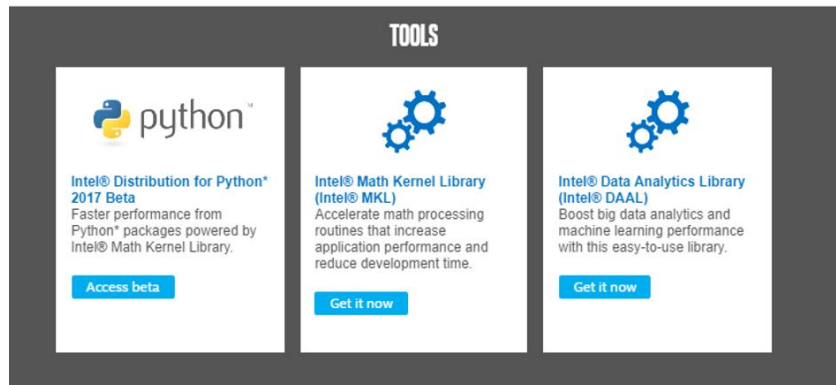 TOOLS
python™
Intel® Distribution for Python*
2017 Beta
Faster performance from
Python* packages powered by
Intel® Math Kernel Library.
Access beta
Intel® Math Kernel Library
(Intel® MKL)
Accelerate math processing
routines that increase
application performance and
reduce development time.
Get it now
Intel® Data Analytics Library
(Intel® DAAL)
Boost big data analytics and
machine learning performance
with this easy-to-use library.
Get it now